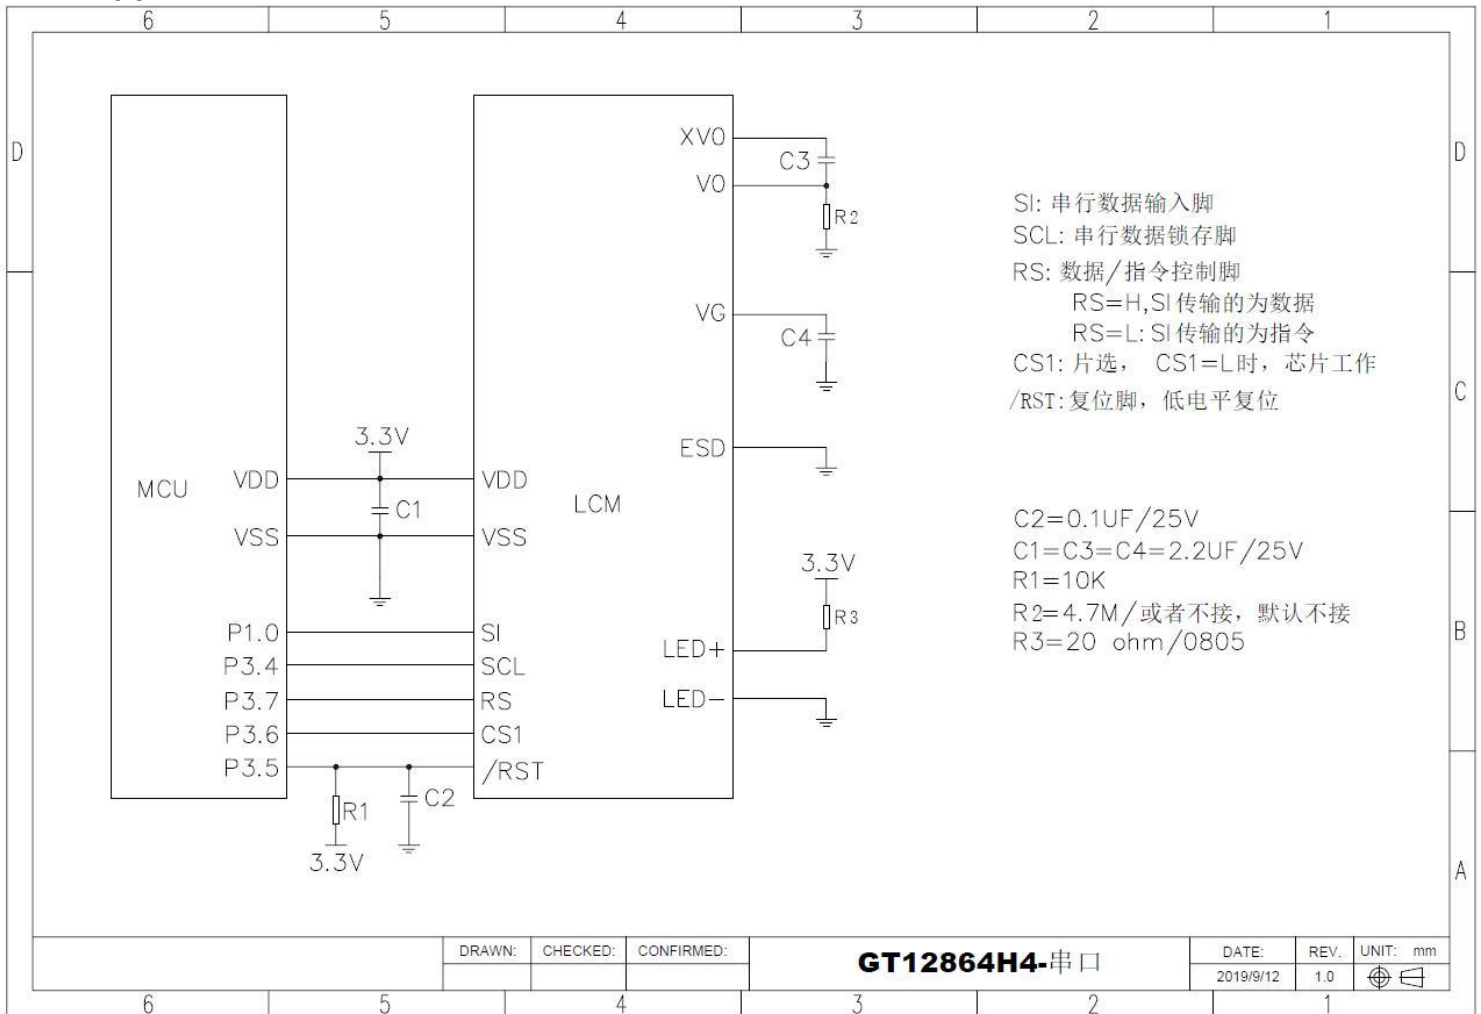 6 5 4 3 2 1
D D
C
B
A
MCU
VDD
VSS
P1.0
P3.4
P3.7
P3.6
P3.5
3.3V
C1
R1
3.3V
C2
LCM
VDD
VSS
SI
SCL
RS
CS1
/RST
XV0
V0
VG
ESD
LED+
LED-
C3
R2
C4
3.3V
R3
SI: 串行数据输入脚
SCL: 串行数据锁存脚
RS: 数据/指令控制脚
RS=H,SI传输的为数据
RS=L: SI传输的为指令
CS1: 片选, CS1=L时, 芯片工作
/RST:复位脚, 低电平复位
C2=0.1UF/25V
C1=C3=C4=2.2UF/25V
R1=10K
R2=4.7M/或者不接, 默认不接
R3=20 ohm/0805
DRAWN: CHECKED: CONFIRMED:
GT12864H4-串口
DATE: REV. UNIT: mm
2019/9/12 1.0
6 5 4 3 2 1